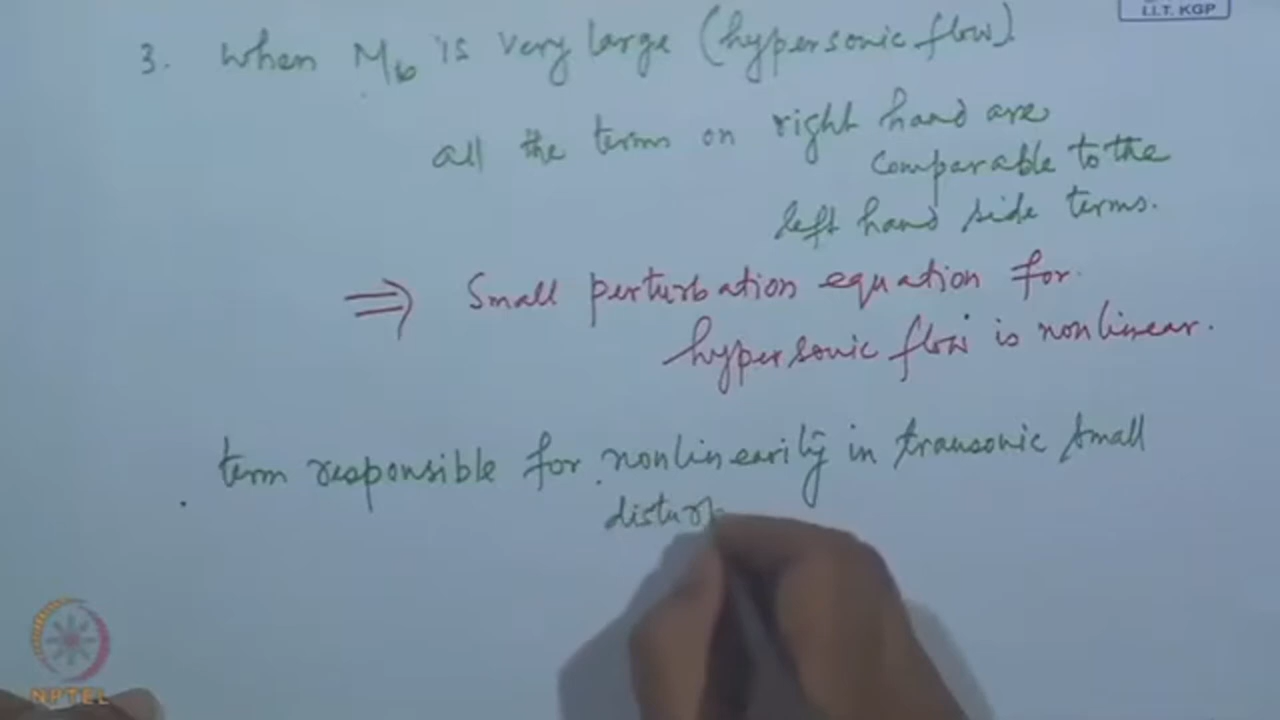 I.I.T. KGP
3. When M∞ is very large (hypersonic flow)
all the terms on right hand are
comparable to the
left hand side terms.
⇒ Small perturbation equation for
hypersonic flow is nonlinear.
term responsible for nonlinearity in transonic small
disturb
NPTEL